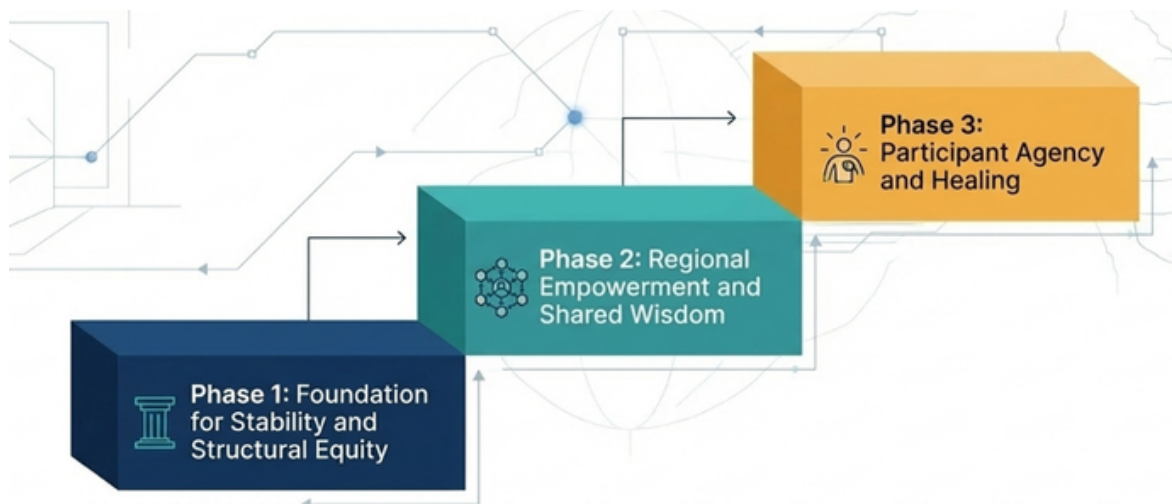 Phase 3:
Participant Agency
and Healing
Phase 2: Regional
Empowerment and
Shared Wisdom
Phase 1: Foundation
for Stability and
Structural Equity